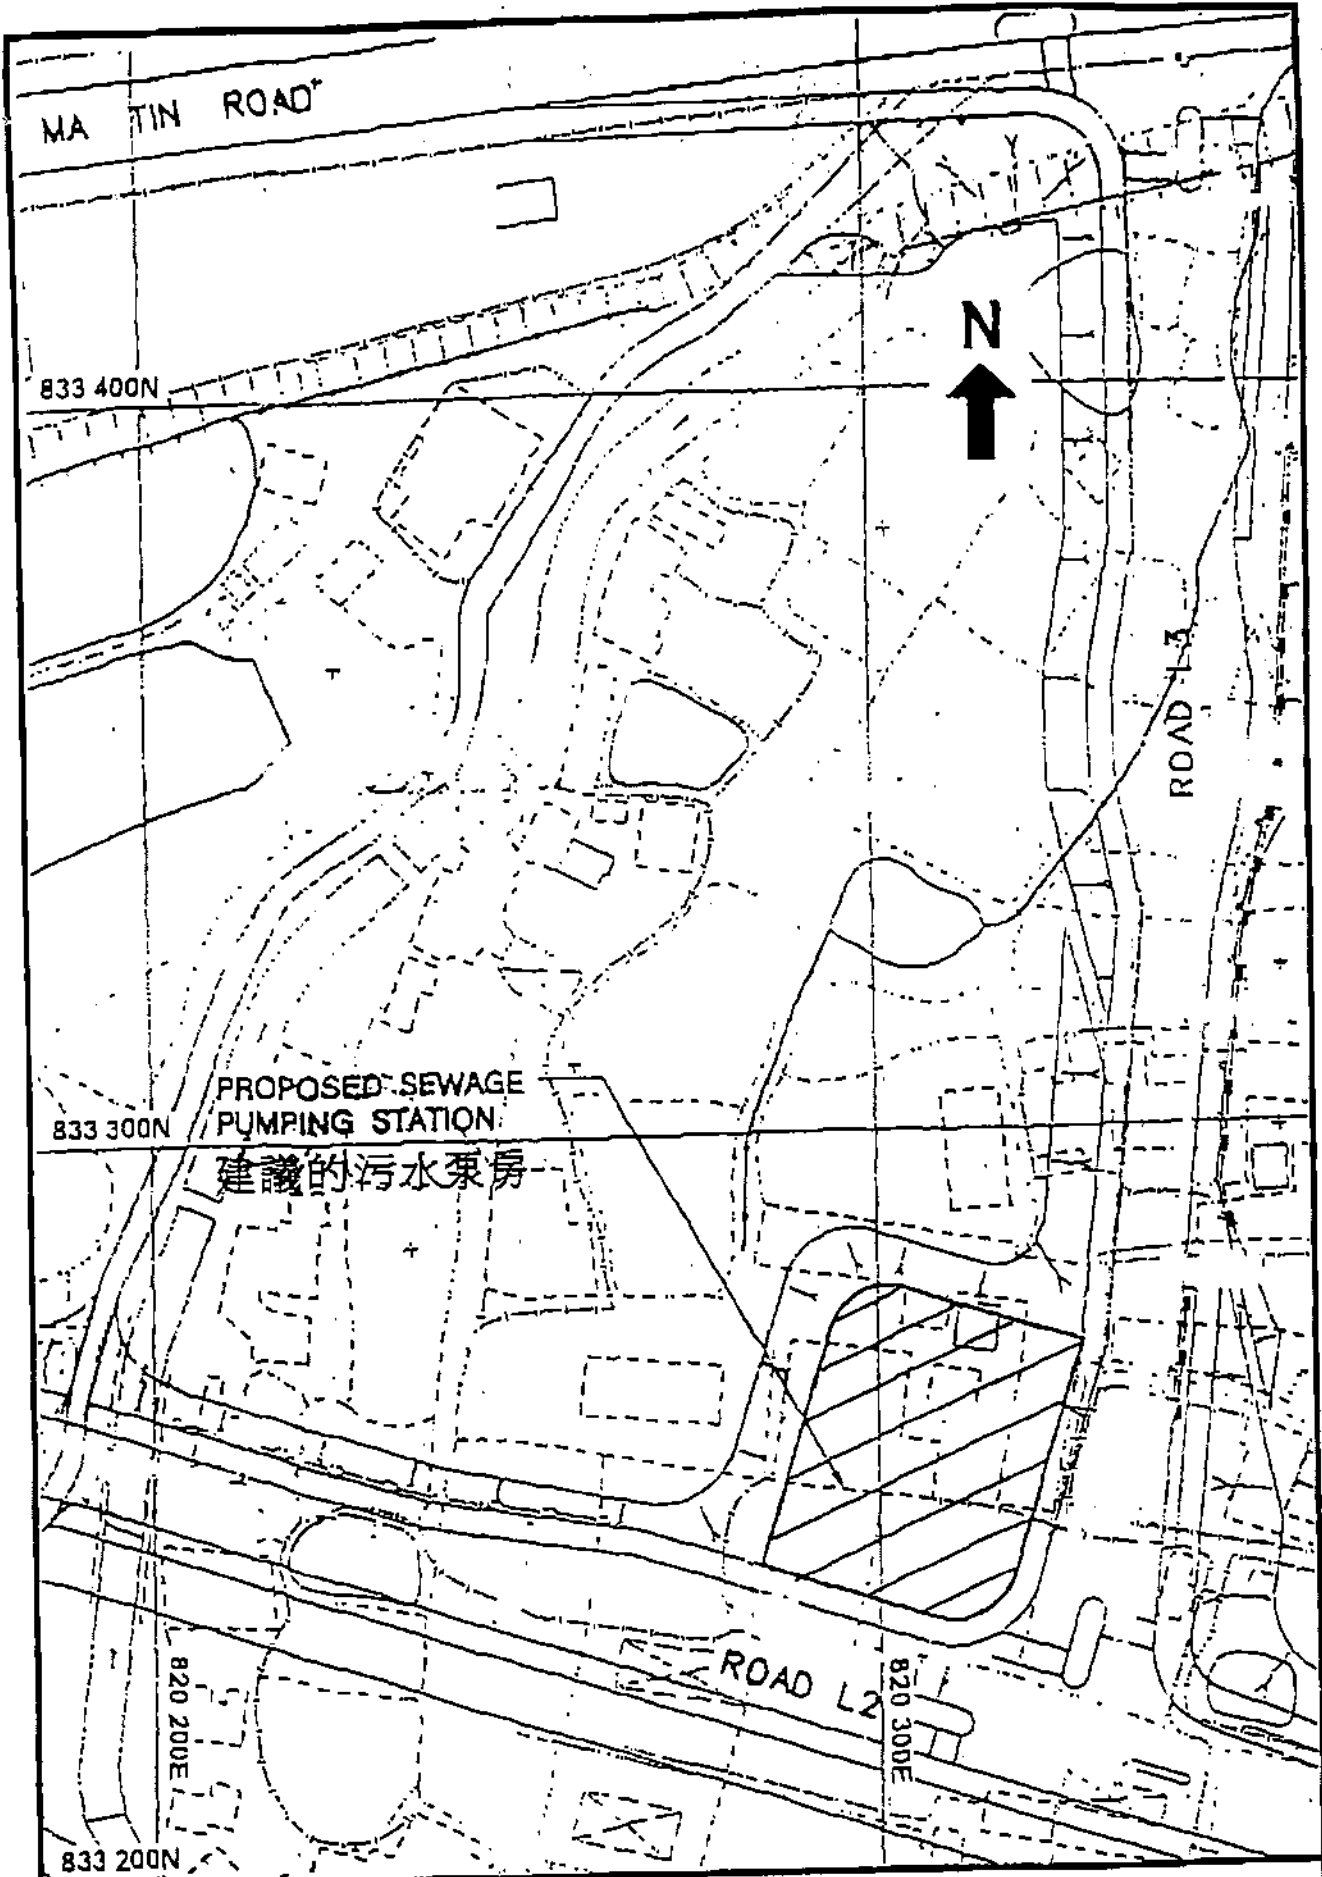 MA TIN ROAD
N
833 400N
ROAD L3
PROPOSED SEWAGE
PUMPING STATION
833 300N
建議的污水泵房
ROAD L2
820 200E
820 300E
833 200N